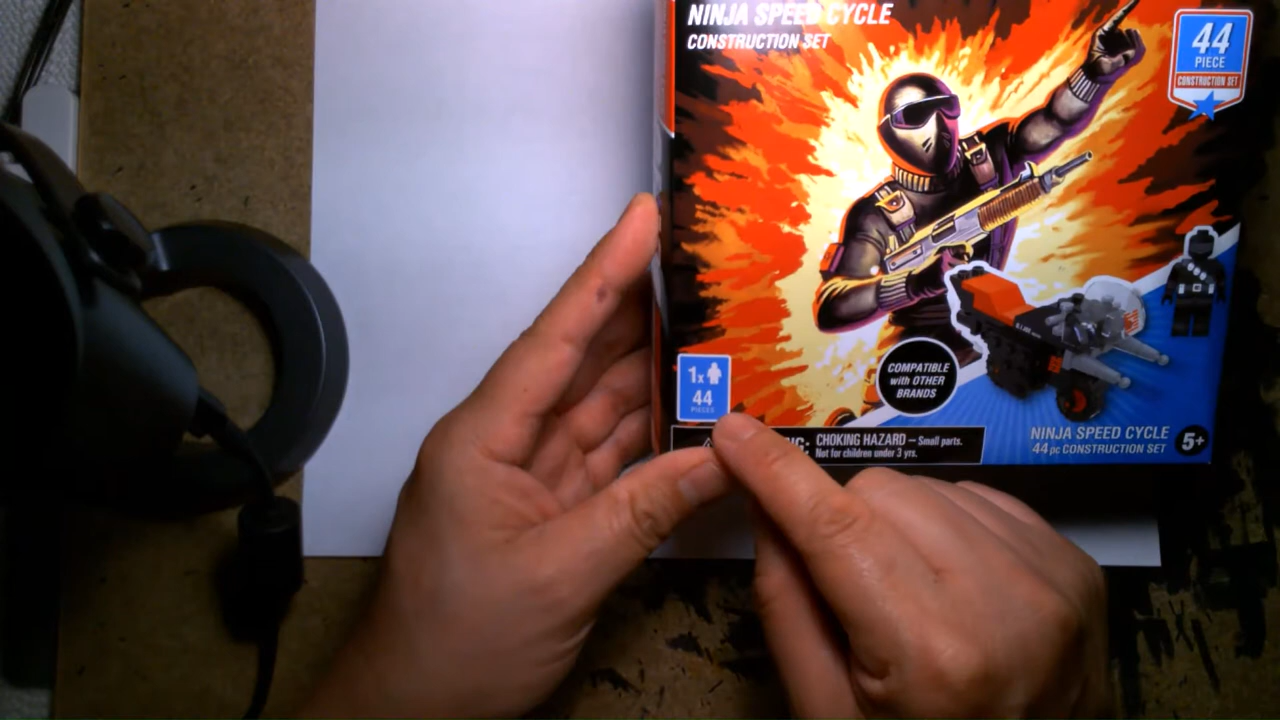 NINJA SPEED CYCLE
CONSTRUCTION SET
44
PIECE
CONSTRUCTION SET
1x
44
PIECES
COMPATIBLE
with OTHER
BRANDS
CHOKING HAZARD – Small parts.
Not for children under 3 yrs.
NINJA SPEED CYCLE
44 pc CONSTRUCTION SET
5+